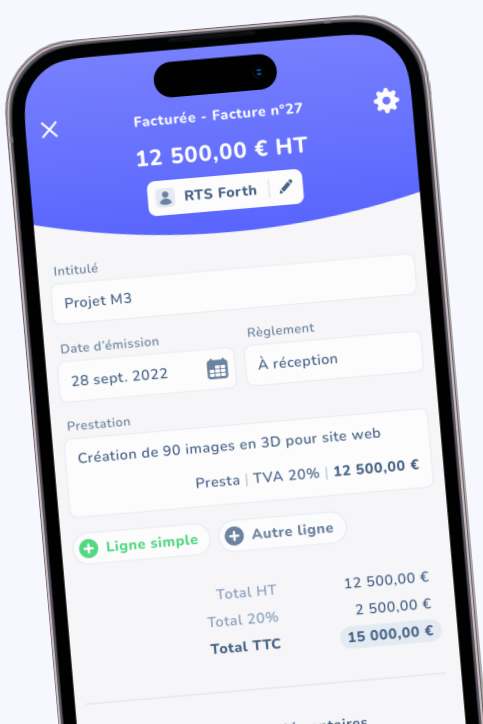 Facturée - Facture n°27
12 500,00 € HT
RTS Forth
Intitulé
Projet M3
Date d'émission
Règlement
28 sept. 2022
À réception
Prestation
Création de 90 images en 3D pour site web
Presta | TVA 20% | 12 500,00 €
Ligne simple
Autre ligne
Total HT 12 500,00 €
Total 20% 2 500,00 €
Total TTC 15 000,00 €